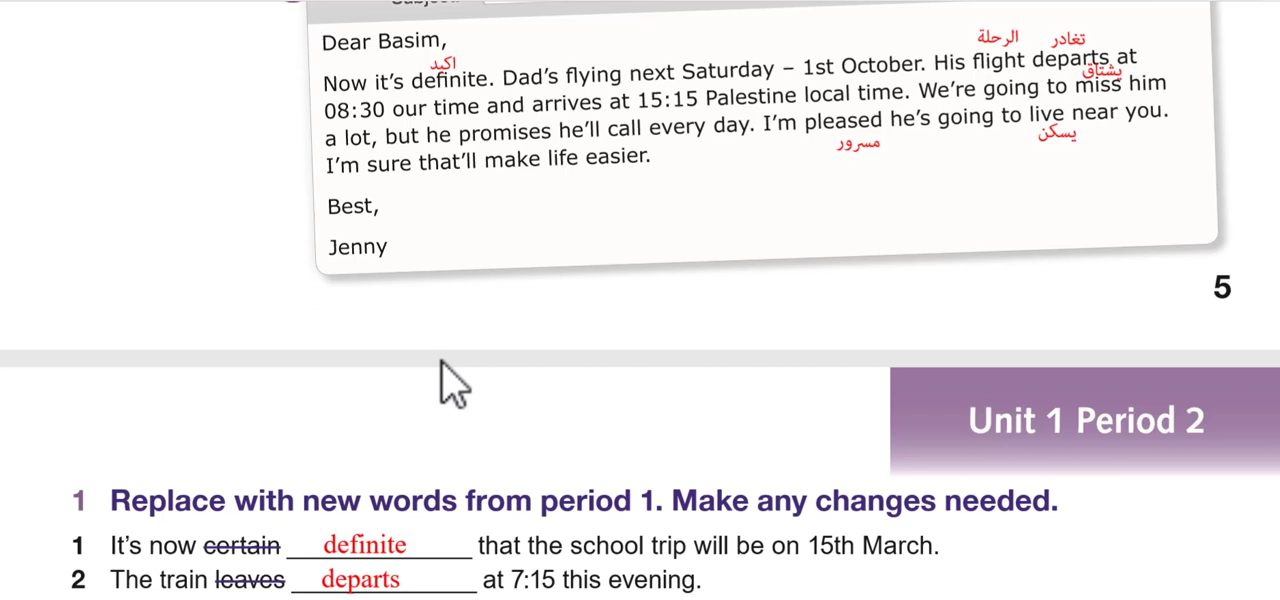 Dear Basim,
الرحلة تغادر
اكيد
Now it's definite. Dad's flying next Saturday – 1st October. His flight departs at
يشتاق
08:30 our time and arrives at 15:15 Palestine local time. We're going to miss him
a lot, but he promises he'll call every day. I'm pleased he's going to live near you.
مسرور يسكن
I'm sure that'll make life easier.
Best,
Jenny
5
Unit 1 Period 2
1 Replace with new words from period 1. Make any changes needed.
1 It's now certain definite that the school trip will be on 15th March.
2 The train leaves departs at 7:15 this evening.